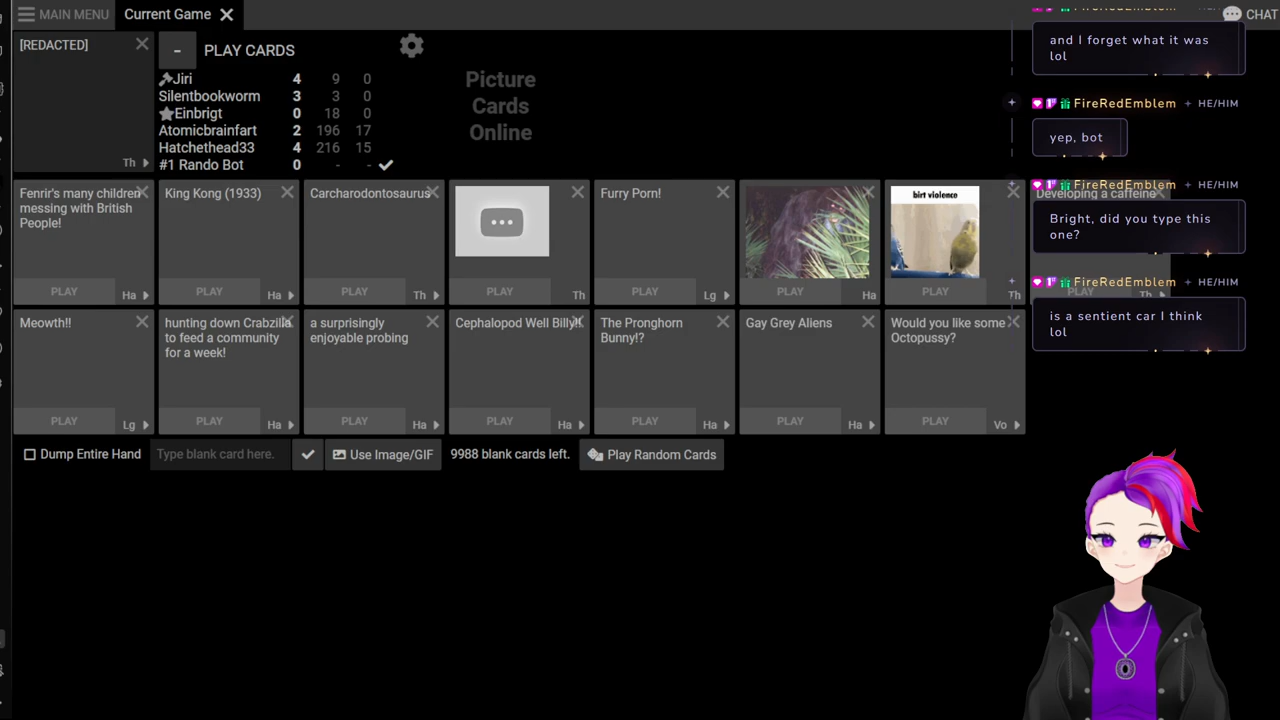 MAIN MENU
Current Game
CHAT
[REDACTED]
Th
-
PLAY CARDS
Jiri 4 9 0
Silentbookworm 3 3 0
Einbrigt 0 18 0
Atomicbrainfart 2 196 17
Hatchethead33 4 216 15
#1 Rando Bot 0 - -
Picture
Cards
Online
FireRedEmblem
and I forget what it was
lol
FireRedEmblem + HE/HIM
yep, bot
FireRedEmblem + HE/HIM
Bright, did you type this
one?
FireRedEmblem + HE/HIM
is a sentient car I think
lol
Fenrir's many children
messing with British
People!
PLAY
Ha
King Kong (1933)
PLAY
Ha
Carcharodontosaurus
PLAY
Th
PLAY
Th
Furry Porn!
PLAY
Lg
PLAY
Ha
birt violence
PLAY
Th
Developing a caffeine
PLAY
Th
Meowth!!
PLAY
Lg
hunting down Crabzilla
to feed a community
for a week!
PLAY
Ha
a surprisingly
enjoyable probing
PLAY
Ha
Cephalopod Well Billy!!
PLAY
Ha
The Pronghorn
Bunny!?
PLAY
Ha
Gay Grey Aliens
PLAY
Ha
Would you like some
Octopussy?
PLAY
Vo
Dump Entire Hand
Type blank card here.
Use Image/GIF
9988 blank cards left.
Play Random Cards